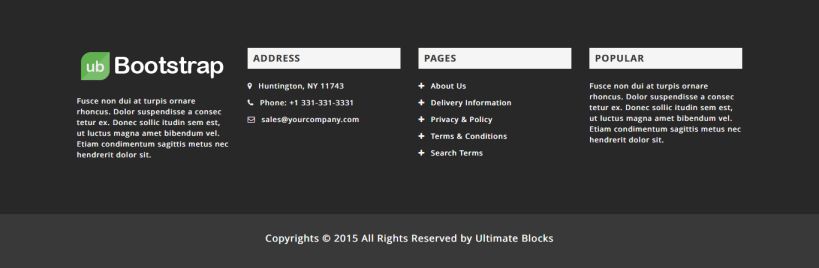 ub Bootstrap
Fusce non dui at turpis ornare
rhoncus. Dolor suspendisse a consec
tetur ex. Donec sollic itudin sem est,
ut luctus magna amet bibendum vel.
Etiam condimentum sagittis metus nec
hendrerit dolor sit.
ADDRESS
Huntington, NY 11743
Phone: +1 331-331-3331
sales@yourcompany.com
PAGES
About Us
Delivery Information
Privacy & Policy
Terms & Conditions
Search Terms
POPULAR
Fusce non dui at turpis ornare
rhoncus. Dolor suspendisse a consec
tetur ex. Donec sollic itudin sem est,
ut luctus magna amet bibendum vel.
Etiam condimentum sagittis metus nec
hendrerit dolor sit.
Copyrights © 2015 All Rights Reserved by Ultimate Blocks